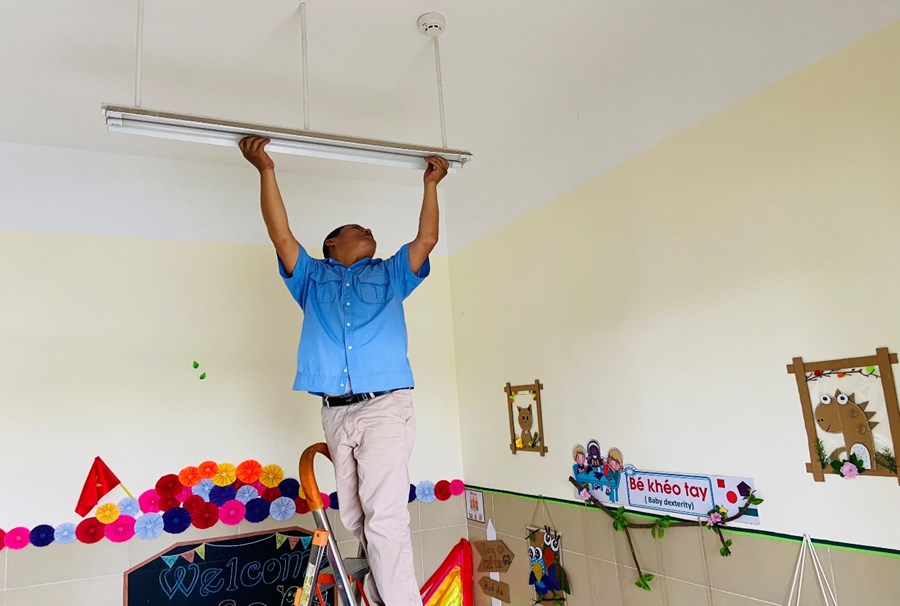 Bé khéo tay
( Baby dexterity)
Welcom